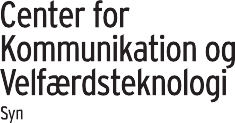 Center for
Kommunikation og
Velfærdsteknologi
Syn